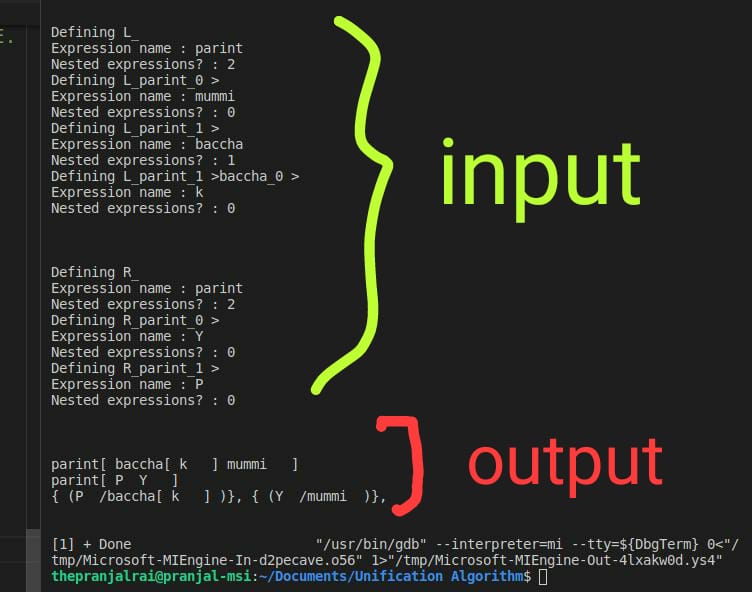 E.
Defining L_
Expression name : parint
Nested expressions? : 2
Defining L_parint_0 >
Expression name : mummi
Nested expressions? : 0
Defining L_parint_1 >
Expression name : baccha
Nested expressions? : 1
Defining L_parint_1 >baccha_0 >
Expression name : k
Nested expressions? : 0
input
Defining R_
Expression name : parint
Nested expressions? : 2
Defining R_parint_0 >
Expression name : Y
Nested expressions? : 0
Defining R_parint_1 >
Expression name : P
Nested expressions? : 0
parint[ baccha[ k   ] mummi   ]
parint[ P  Y   ]
{ (P  /baccha[ k   ] )}, { (Y  /mummi  )},
output
[1] + Done                       "/usr/bin/gdb" --interpreter=mi --tty=${DbgTerm} 0<"/
tmp/Microsoft-MIEngine-In-d2pecave.o56" 1>"/tmp/Microsoft-MIEngine-Out-4lxakw0d.ys4"
thepranjalrai@pranjal-msi:~/Documents/Unification Algorithm$